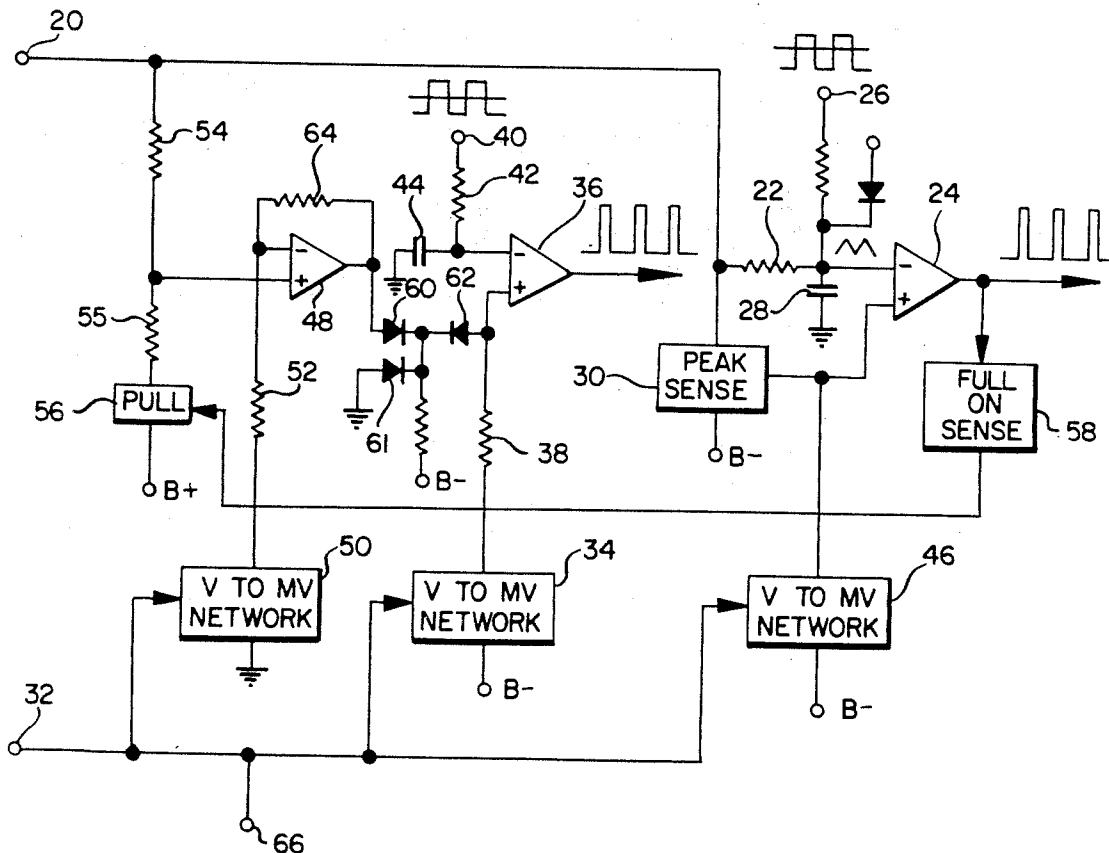 20
26
54
64
40
42
44
36
22
24
-
+
48
-
+
-
+
28
60
62
55
52
61
38
30
PEAK
SENSE
FULL
ON
SENSE
58
56
PULL
B+
B-
B-
50
V TO MV
NETWORK
34
V TO MV
NETWORK
46
V TO MV
NETWORK
B-
B-
32
66